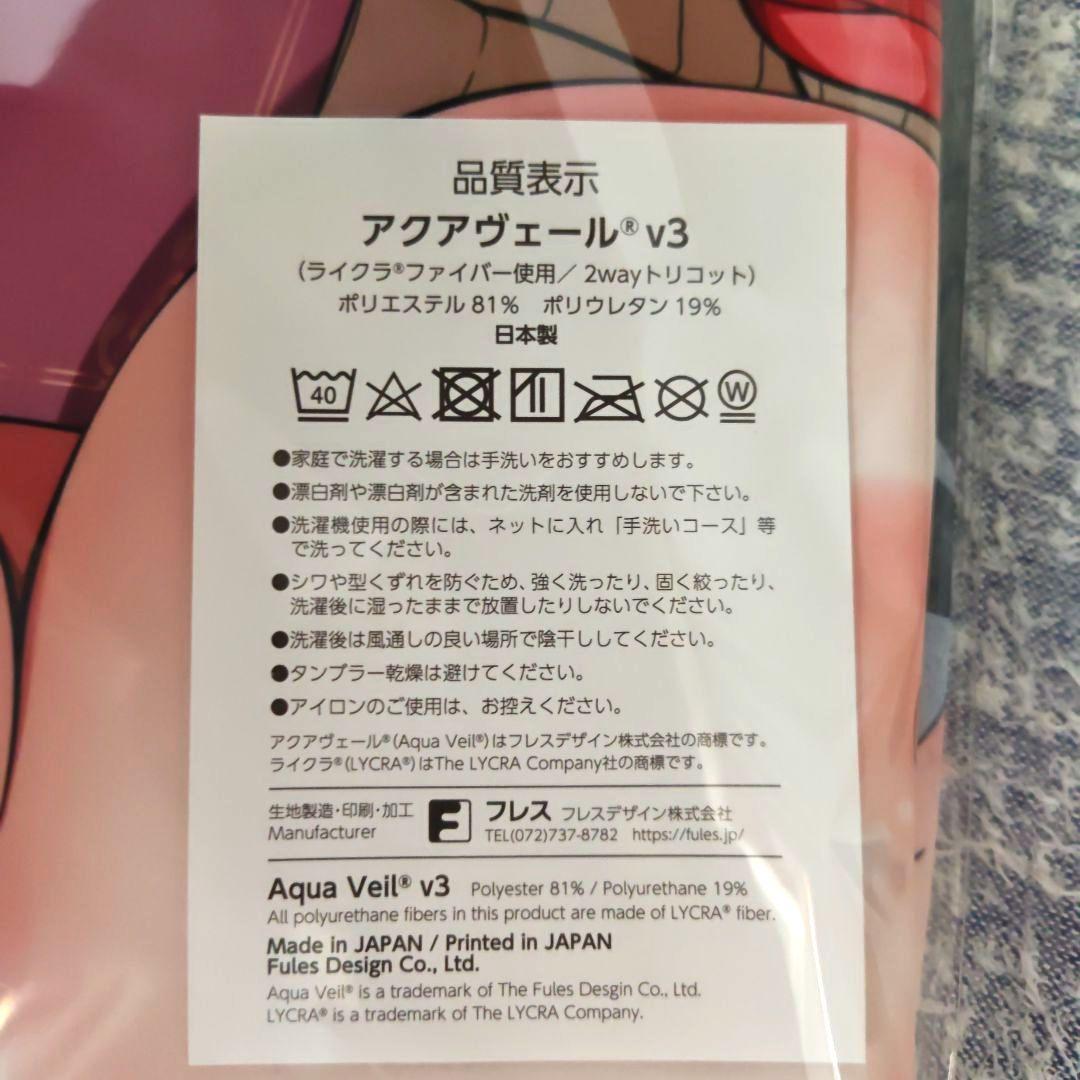 品質表示
アクアヴェール® v3
（ライクラ®ファイバー使用／ 2wayトリコット）
ポリエステル 81%　ポリウレタン 19%
日本製
40 W
●家庭で洗濯する場合は手洗いをおすすめします。
●漂白剤や漂白剤が含まれた洗剤を使用しないで下さい。
●洗濯機使用の際には、ネットに入れ「手洗いコース」等
で洗ってください。
●シワや型くずれを防ぐため、強く洗ったり、固く絞ったり、
洗濯後に湿ったままで放置したりしないでください。
●洗濯後は風通しの良い場所で陰干ししてください。
●タンブラー乾燥は避けてください。
●アイロンのご使用は、お控えください。
アクアヴェール®(Aqua Veil®)はフレスデザイン株式会社の商標です。
ライクラ®(LYCRA®)はThe LYCRA Company社の商標です。
生地製造・印刷・加工 フレス フレスデザイン株式会社
Manufacturer TEL(072)737-8782 https://fules.jp/
Aqua Veil® v3 Polyester 81% / Polyurethane 19%
All polyurethane fibers in this product are made of LYCRA® fiber.
Made in JAPAN / Printed in JAPAN
Fules Design Co., Ltd.
Aqua Veil® is a trademark of The Fules Desgin Co., Ltd.
LYCRA® is a trademark of The LYCRA Company.